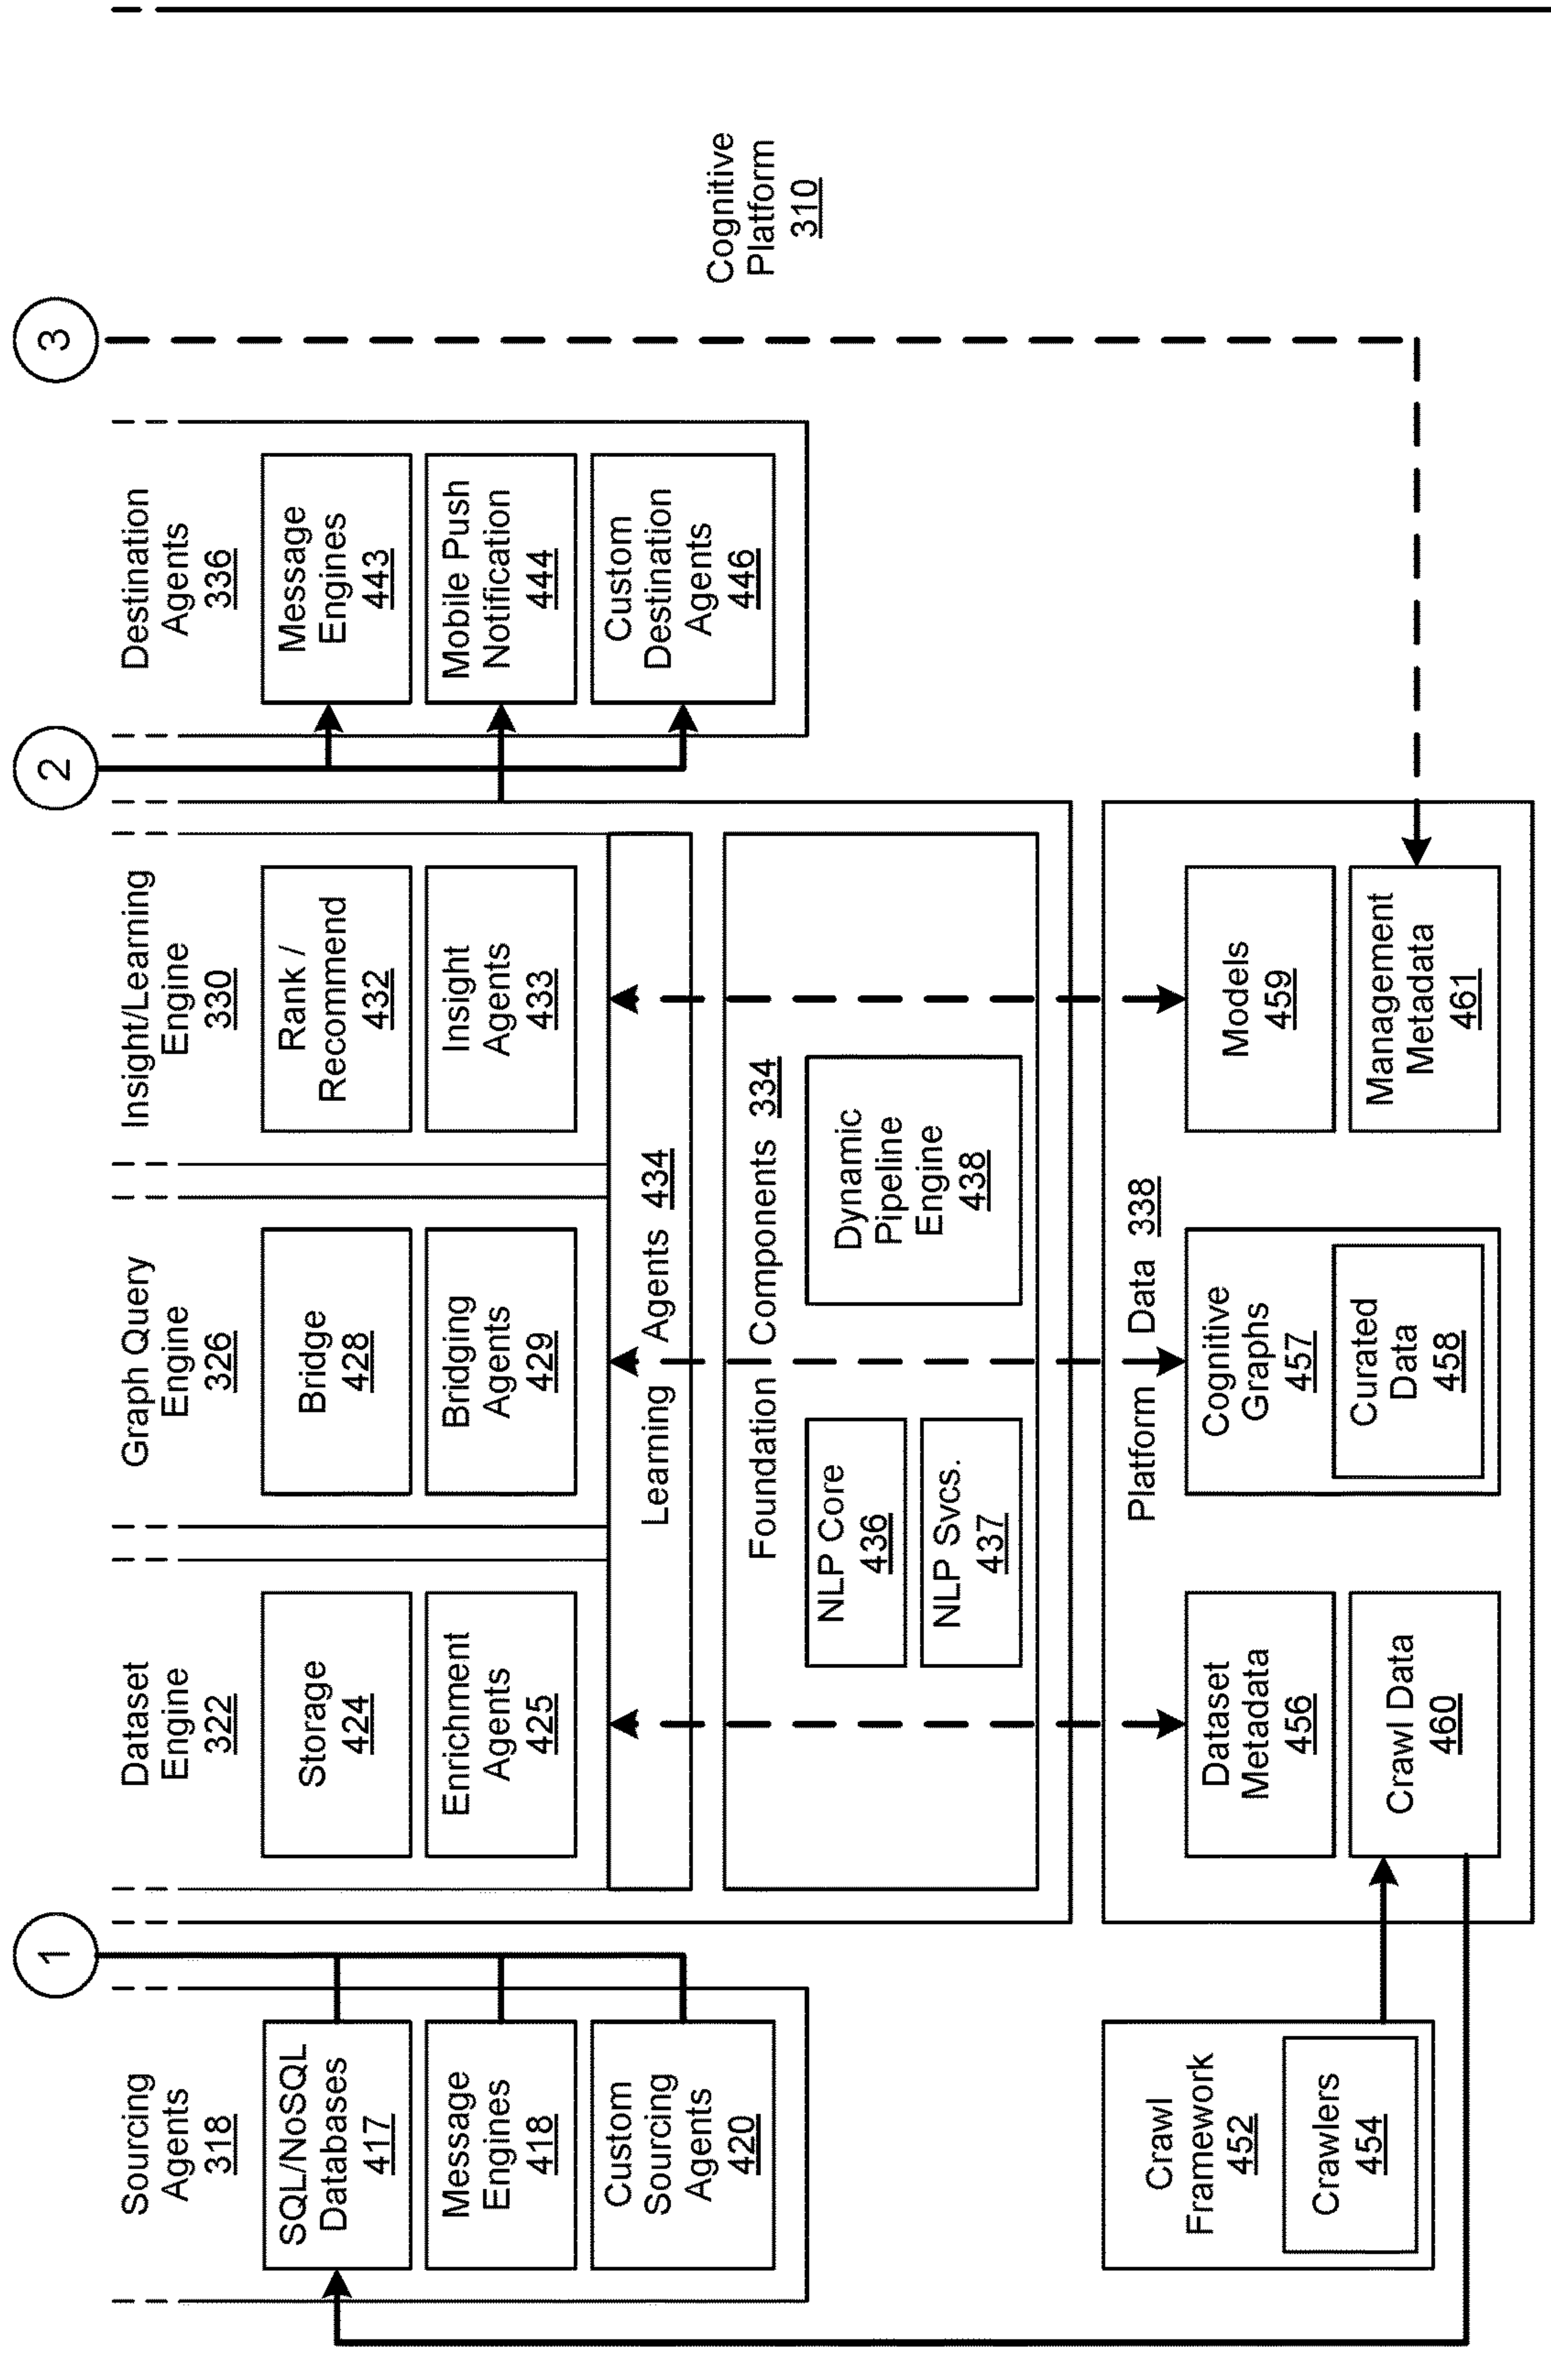 1
2
3
Sourcing
Agents
318
SQL/NoSQL
Databases
417
Message
Engines
418
Custom
Sourcing
Agents
420
Dataset
Engine
322
Storage
424
Enrichment
Agents
425
Graph Query
Engine
326
Bridge
428
Bridging
Agents
429
Insight/Learning
Engine
330
Rank /
Recommend
432
Insight
Agents
433
Learning Agents 434
Foundation Components 334
NLP Core
436
NLP Svcs.
437
Dynamic
Pipeline
Engine
438
Destination
Agents
336
Message
Engines
443
Mobile Push
Notification
444
Custom
Destination
Agents
446
Cognitive
Platform
310
Crawl
Framework
452
Crawlers
454
Platform Data 338
Dataset
Metadata
456
Crawl Data
460
Cognitive
Graphs
457
Curated
Data
458
Models
459
Management
Metadata
461